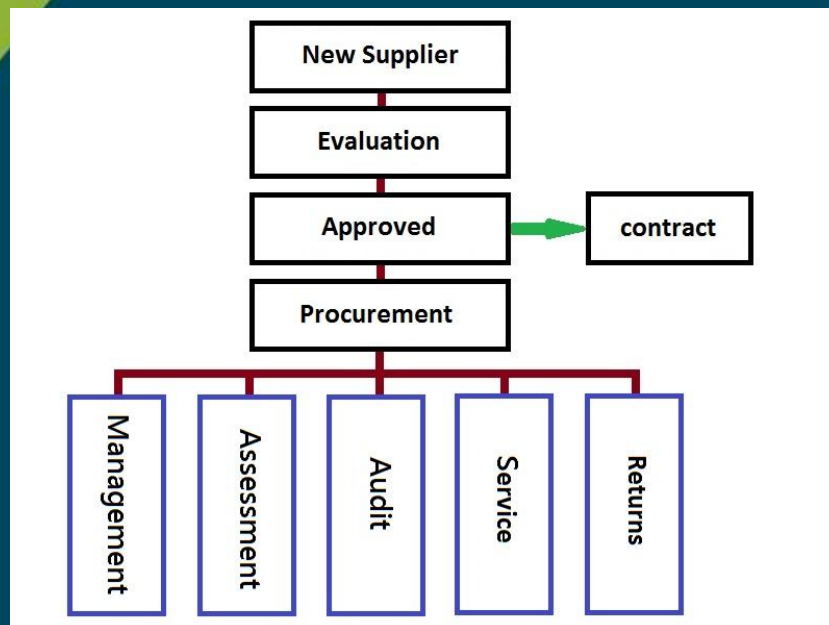 New Supplier
Evaluation
Approved
contract
Procurement
Management
Assessment
Audit
Service
Returns